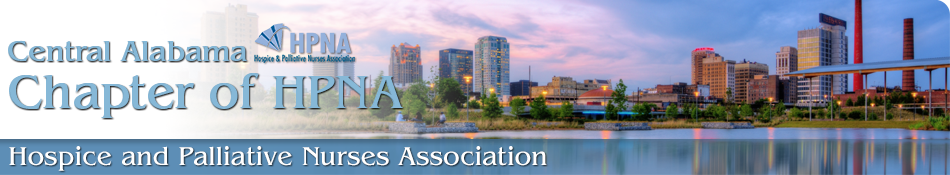 Central Alabama
HPNA
Hospice & Palliative Nurses Association
Chapter of HPNA
Hospice and Palliative Nurses Association